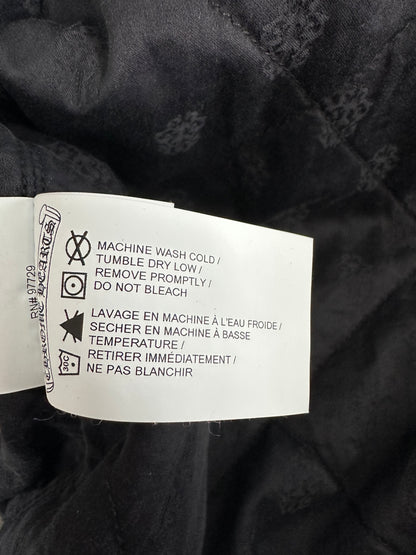 MACHINE WASH COLD /
TUMBLE DRY LOW /
REMOVE PROMPTLY /
DO NOT BLEACH
LAVAGE EN MACHINE À L'EAU FROIDE /
SECHER EN MACHINE À BASSE
TEMPERATURE /
RETIRER IMMÉDIATEMENT /
NE PAS BLANCHIR
30C
RN# 97729